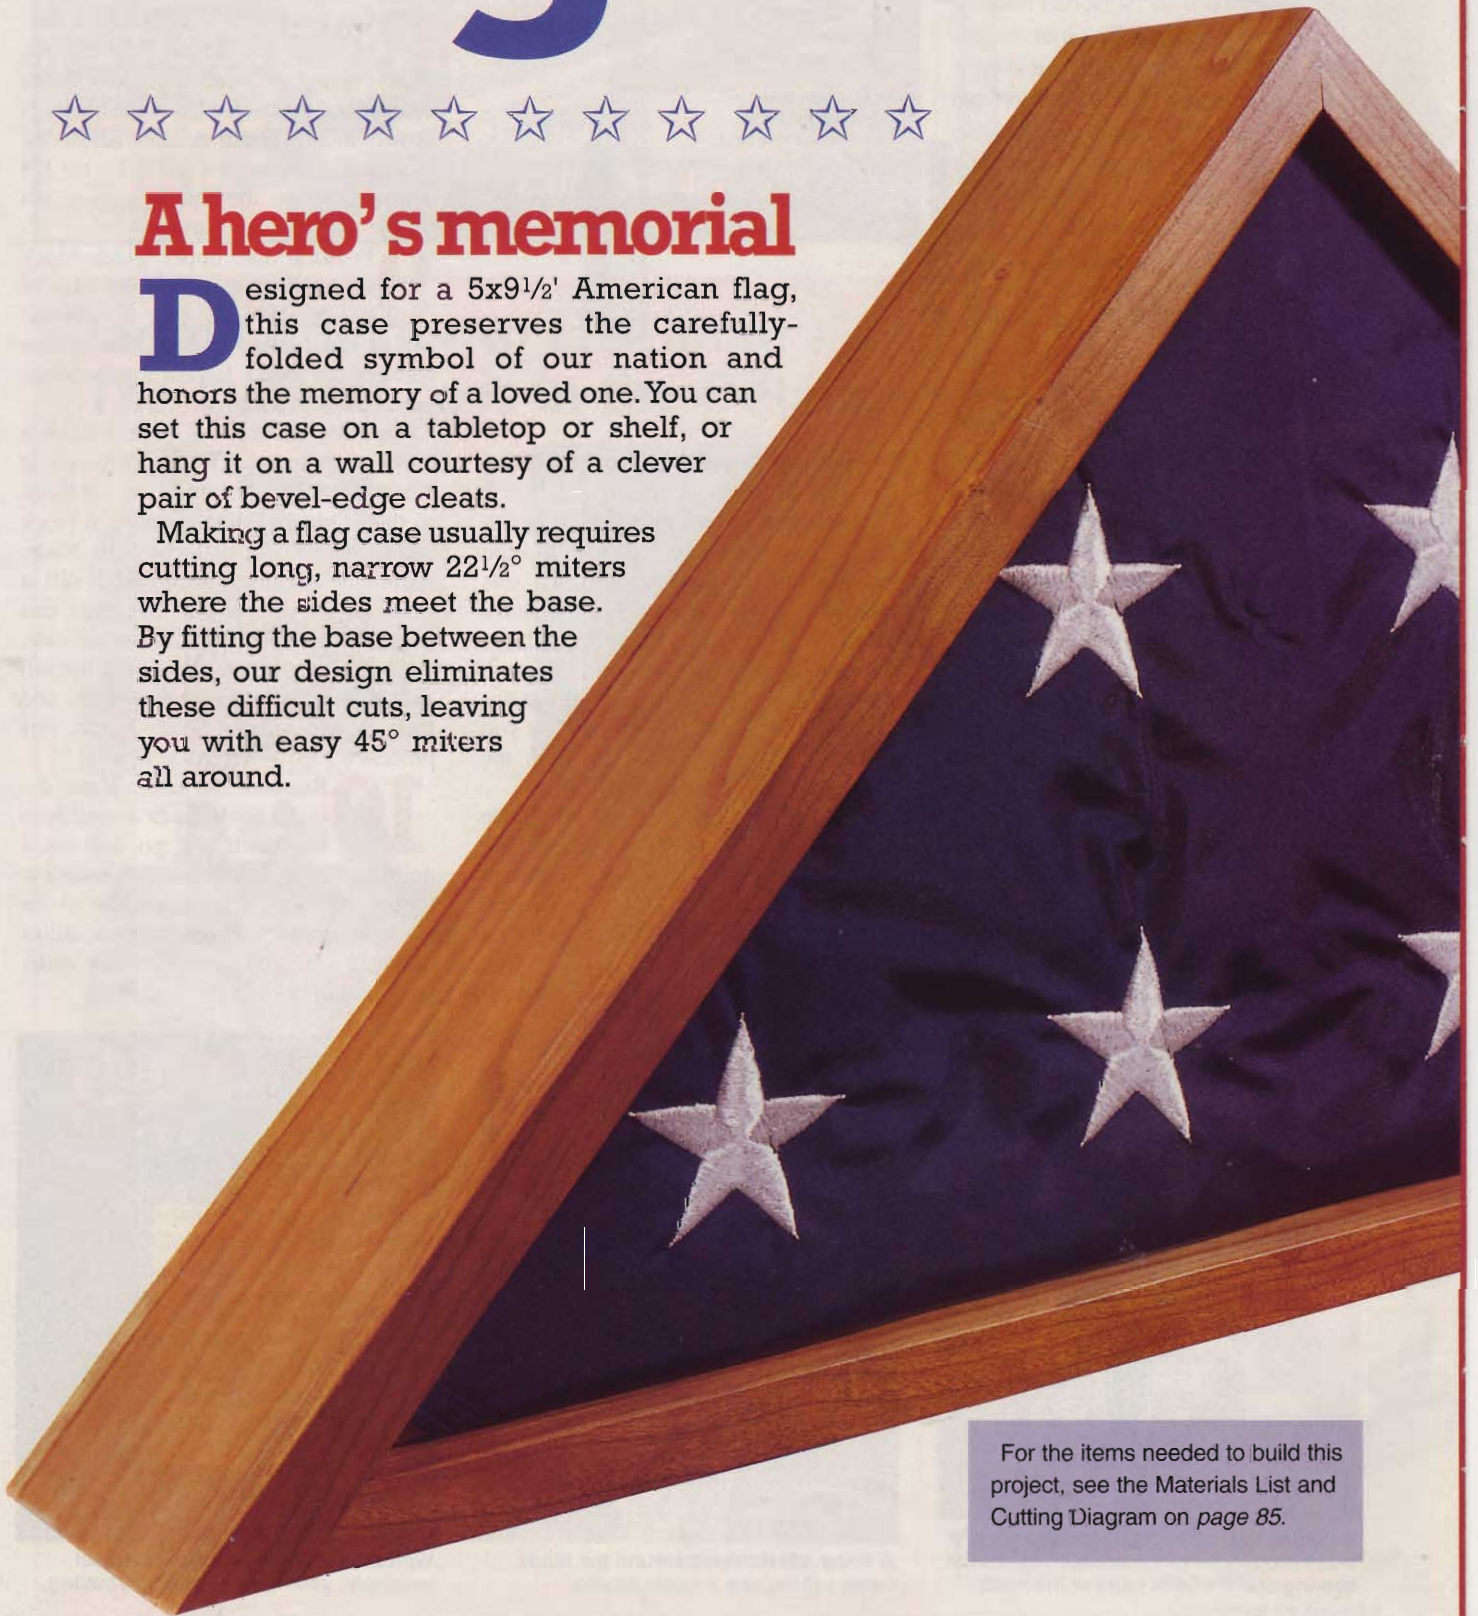 A hero's memorial
Designed for a 5x9½' American flag,
this case preserves the carefully-
folded symbol of our nation and
honors the memory of a loved one. You can
set this case on a tabletop or shelf, or
hang it on a wall courtesy of a clever
pair of bevel-edge cleats.
Making a flag case usually requires
cutting long, narrow 22½° miters
where the sides meet the base.
By fitting the base between the
sides, our design eliminates
these difficult cuts, leaving
you with easy 45° miters
all around.
For the items needed to build this
project, see the Materials List and
Cutting Diagram on page 85.